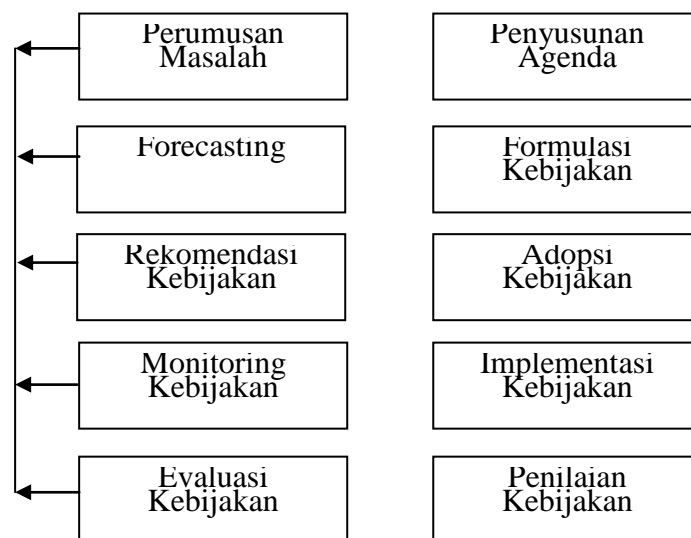 Perumusan
Masalah
Penyusunan
Agenda
Forecasting
Formulasi
Kebijakan
Rekomendasi
Kebijakan
Adopsi
Kebijakan
Monitoring
Kebijakan
Implementasi
Kebijakan
Evaluasi
Kebijakan
Penilaian
Kebijakan